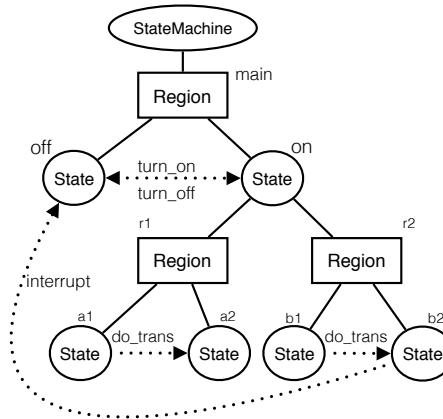 StateMachine
main
Region
off
on
State
turn_on
turn_off
State
r1
r2
Region
Region
interrupt
a1
a2
b1
b2
State
do_trans
State
State
do_trans
State